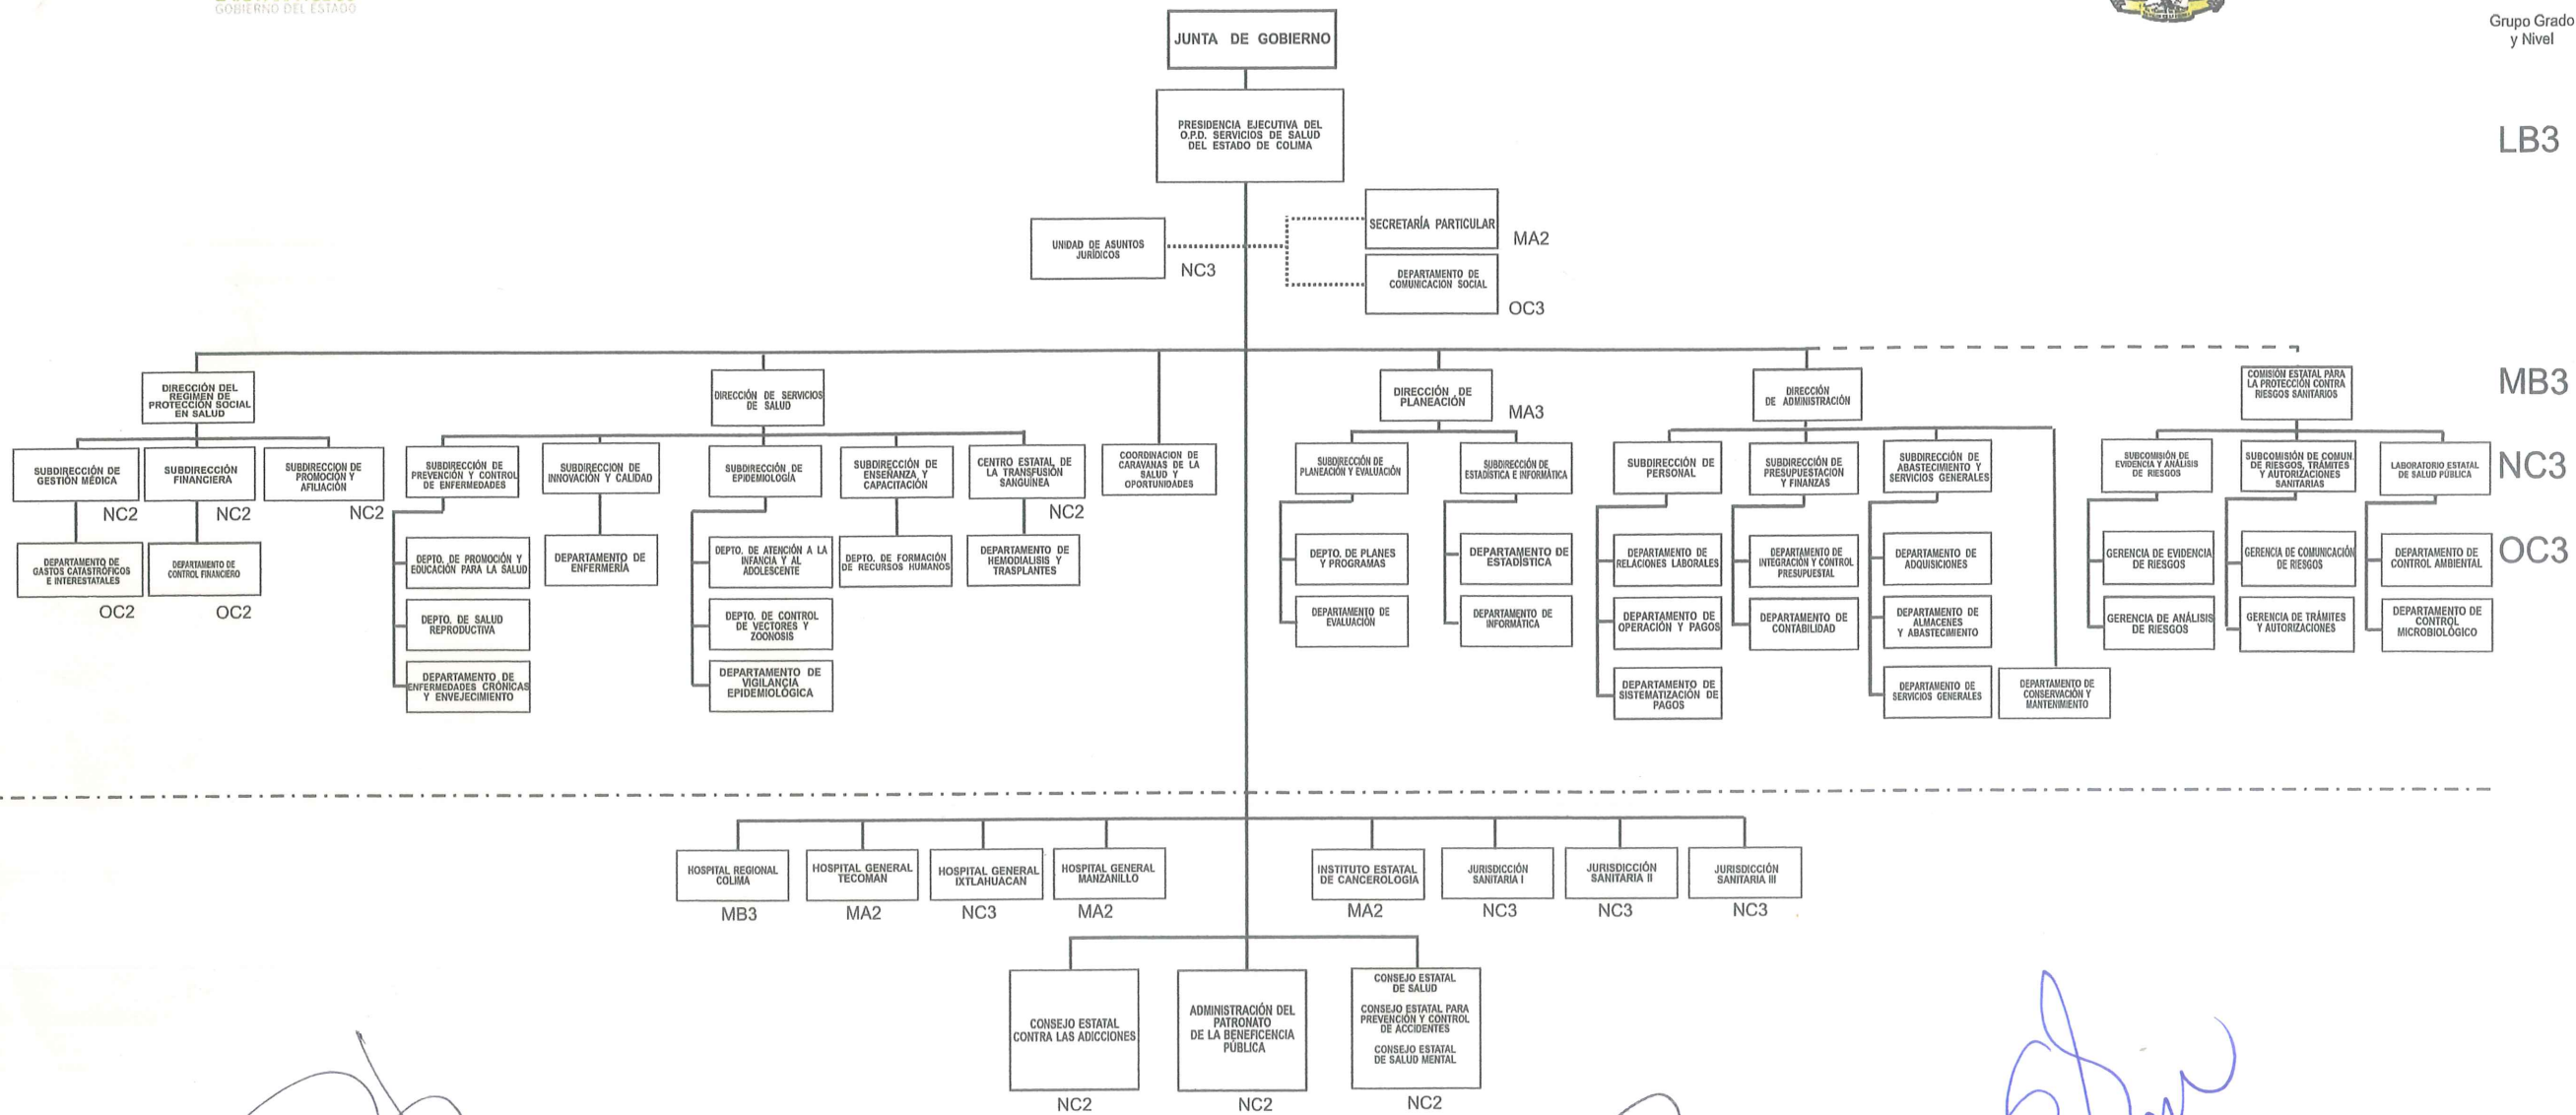 GOBIERNO DEL ESTADO
Grupo Grado
y Nivel
JUNTA DE GOBIERNO
PRESIDENCIA EJECUTIVA DEL
O.P.D. SERVICIOS DE SALUD
DEL ESTADO DE COLIMA
LB3
UNIDAD DE ASUNTOS
JURÍDICOS
NC3
SECRETARÍA PARTICULAR
MA2
DEPARTAMENTO DE
COMUNICACIÓN SOCIAL
OC3
DIRECCIÓN DEL
REGIMEN DE
PROTECCIÓN SOCIAL
EN SALUD
DIRECCIÓN DE SERVICIOS
DE SALUD
DIRECCIÓN DE
PLANEACIÓN
MA3
DIRECCIÓN
DE ADMINISTRACIÓN
COMISIÓN ESTATAL PARA
LA PROTECCIÓN CONTRA
RIESGOS SANITARIOS
MB3
SUBDIRECCIÓN DE
GESTIÓN MÉDICA
NC2
SUBDIRECCIÓN
FINANCIERA
NC2
SUBDIRECCION DE
PROMOCIÓN Y
AFILIACIÓN
NC2
SUBDIRECCIÓN DE
PREVENCIÓN Y CONTROL
DE ENFERMEDADES
SUBDIRECCION DE
INNOVACIÓN Y CALIDAD
SUBDIRECCIÓN DE
EPIDEMIOLOGÍA
SUBDIRECCIÓN DE
ENSEÑANZA Y
CAPACITACIÓN
CENTRO ESTATAL DE
LA TRANSFUSIÓN
SANGUÍNEA
NC2
COORDINACION DE
CARAVANAS DE LA
SALUD Y
OPORTUNIDADES
SUBDIRECCIÓN DE
PLANEACIÓN Y EVALUACIÓN
SUBDIRECCIÓN DE
ESTADÍSTICA E INFORMÁTICA
SUBDIRECCIÓN DE
PERSONAL
SUBDIRECCIÓN DE
PRESUPUESTACION
Y FINANZAS
SUBDIRECCIÓN DE
ABASTECIMIENTO Y
SERVICIOS GENERALES
SUBCOMISIÓN DE
EVIDENCIA Y ANÁLISIS
DE RIESGOS
SUBCOMISIÓN DE COMUN.
DE RIESGOS, TRÁMITES
Y AUTORIZACIONES
SANITARIAS
LABORATORIO ESTATAL
DE SALUD PÚBLICA
NC3
DEPARTAMENTO DE
GASTOS CATASTRÓFICOS
E INTERESTATALES
OC2
DEPARTAMENTO DE
CONTROL FINANCIERO
OC2
DEPTO. DE PROMOCIÓN Y
EDUCACIÓN PARA LA SALUD
DEPARTAMENTO DE
ENFERMERÍA
DEPTO. DE ATENCIÓN A LA
INFANCIA Y AL
ADOLESCENTE
DEPTO. DE FORMACIÓN
DE RECURSOS HUMANOS
DEPARTAMENTO DE
HEMODIALISIS Y
TRASPLANTES
DEPTO. DE PLANES
Y PROGRAMAS
DEPARTAMENTO DE
ESTADÍSTICA
DEPARTAMENTO DE
RELACIONES LABORALES
DEPARTAMENTO DE
INTEGRACIÓN Y CONTROL
PRESUPUESTAL
DEPARTAMENTO DE
ADQUISICIONES
GERENCIA DE EVIDENCIA
DE RIESGOS
GERENCIA DE COMUNICACIÓN
DE RIESGOS
DEPARTAMENTO DE
CONTROL AMBIENTAL
OC3
DEPTO. DE SALUD
REPRODUCTIVA
DEPTO. DE CONTROL
DE VECTORES Y
ZOONOSIS
DEPARTAMENTO DE
EVALUACIÓN
DEPARTAMENTO DE
INFORMÁTICA
DEPARTAMENTO DE
OPERACIÓN Y PAGOS
DEPARTAMENTO DE
CONTABILIDAD
DEPARTAMENTO DE
ALMACENES
Y ABASTECIMIENTO
GERENCIA DE ANÁLISIS
DE RIESGOS
GERENCIA DE TRÁMITES
Y AUTORIZACIONES
DEPARTAMENTO DE
CONTROL
MICROBIOLÓGICO
DEPARTAMENTO DE
ENFERMEDADES CRÓNICAS
Y ENVEJECIMIENTO
DEPARTAMENTO DE
VIGILANCIA
EPIDEMIOLÓGICA
DEPARTAMENTO DE
SISTEMATIZACIÓN DE
PAGOS
DEPARTAMENTO DE
SERVICIOS GENERALES
DEPARTAMENTO DE
CONSERVACIÓN Y
MANTENIMIENTO
HOSPITAL REGIONAL
COLIMA
MB3
HOSPITAL GENERAL
TECOMAN
MA2
HOSPITAL GENERAL
IXTLAHUACAN
NC3
HOSPITAL GENERAL
MANZANILLO
MA2
INSTITUTO ESTATAL
DE CANCEROLOGIA
MA2
JURISDICCIÓN
SANITARIA I
NC3
JURISDICCIÓN
SANITARIA II
NC3
JURISDICCIÓN
SANITARIA III
NC3
CONSEJO ESTATAL
CONTRA LAS ADICCIONES
NC2
ADMINISTRACIÓN DEL
PATRONATO
DE LA BENEFICENCIA
PÚBLICA
NC2
CONSEJO ESTATAL
DE SALUD
CONSEJO ESTATAL PARA
PREVENCIÓN Y CONTROL
DE ACCIDENTES
CONSEJO ESTATAL
DE SALUD MENTAL
NC2